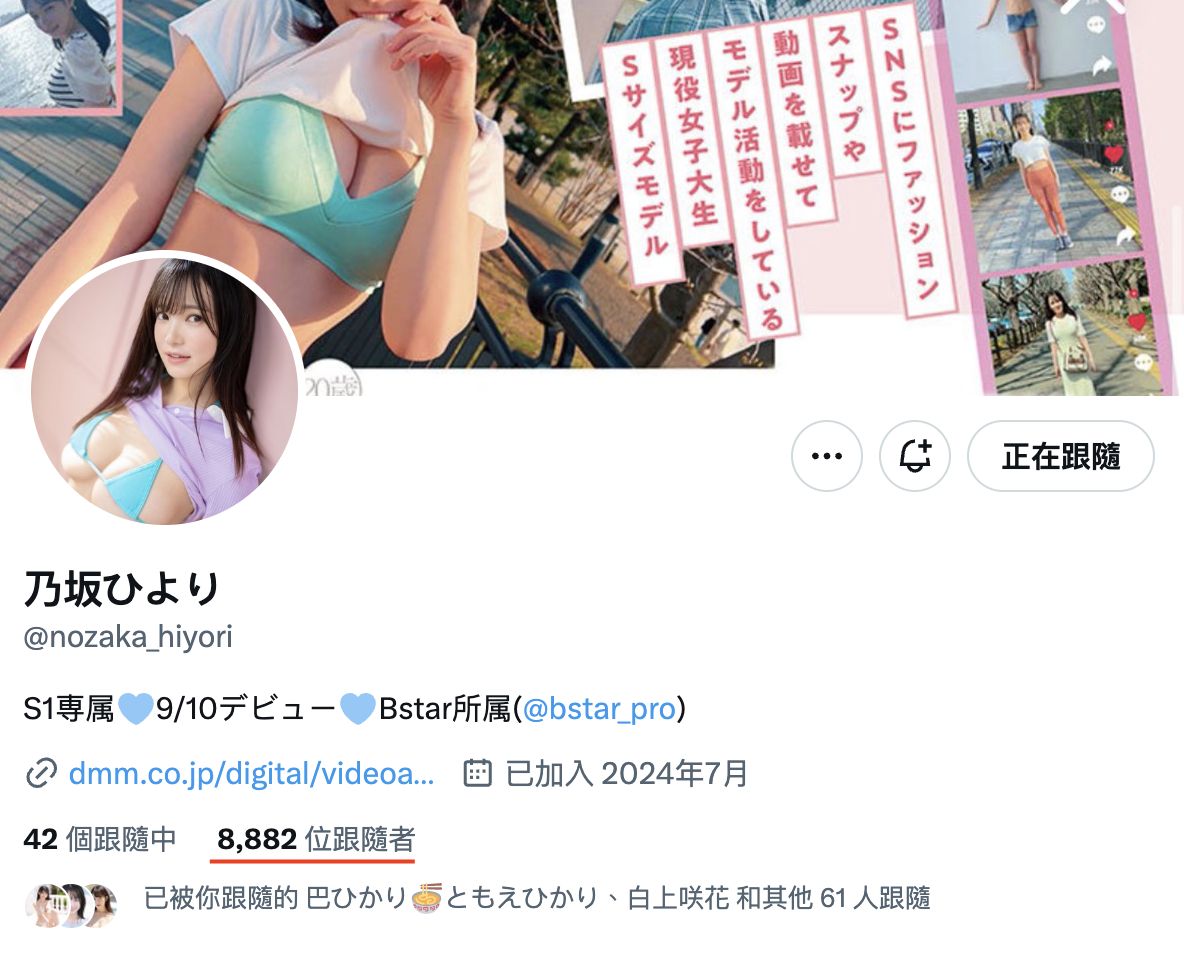 SNSにファッション
スナップや
動画を載せて
モデル活動をしている
現役女子大生
Sサイズモデル
20歳
正在跟隨
乃坂ひより
@nozaka_hiyori
S1専属🩵9/10デビュー🩵Bstar所属(@bstar_pro)
dmm.co.jp/digital/videoa... 已加入 2024年7月
42 個跟隨中 8,882 位跟隨者
已被你跟隨的 巴ひかり🍜ともえひかり、白上咲花 和其他 61 人跟隨